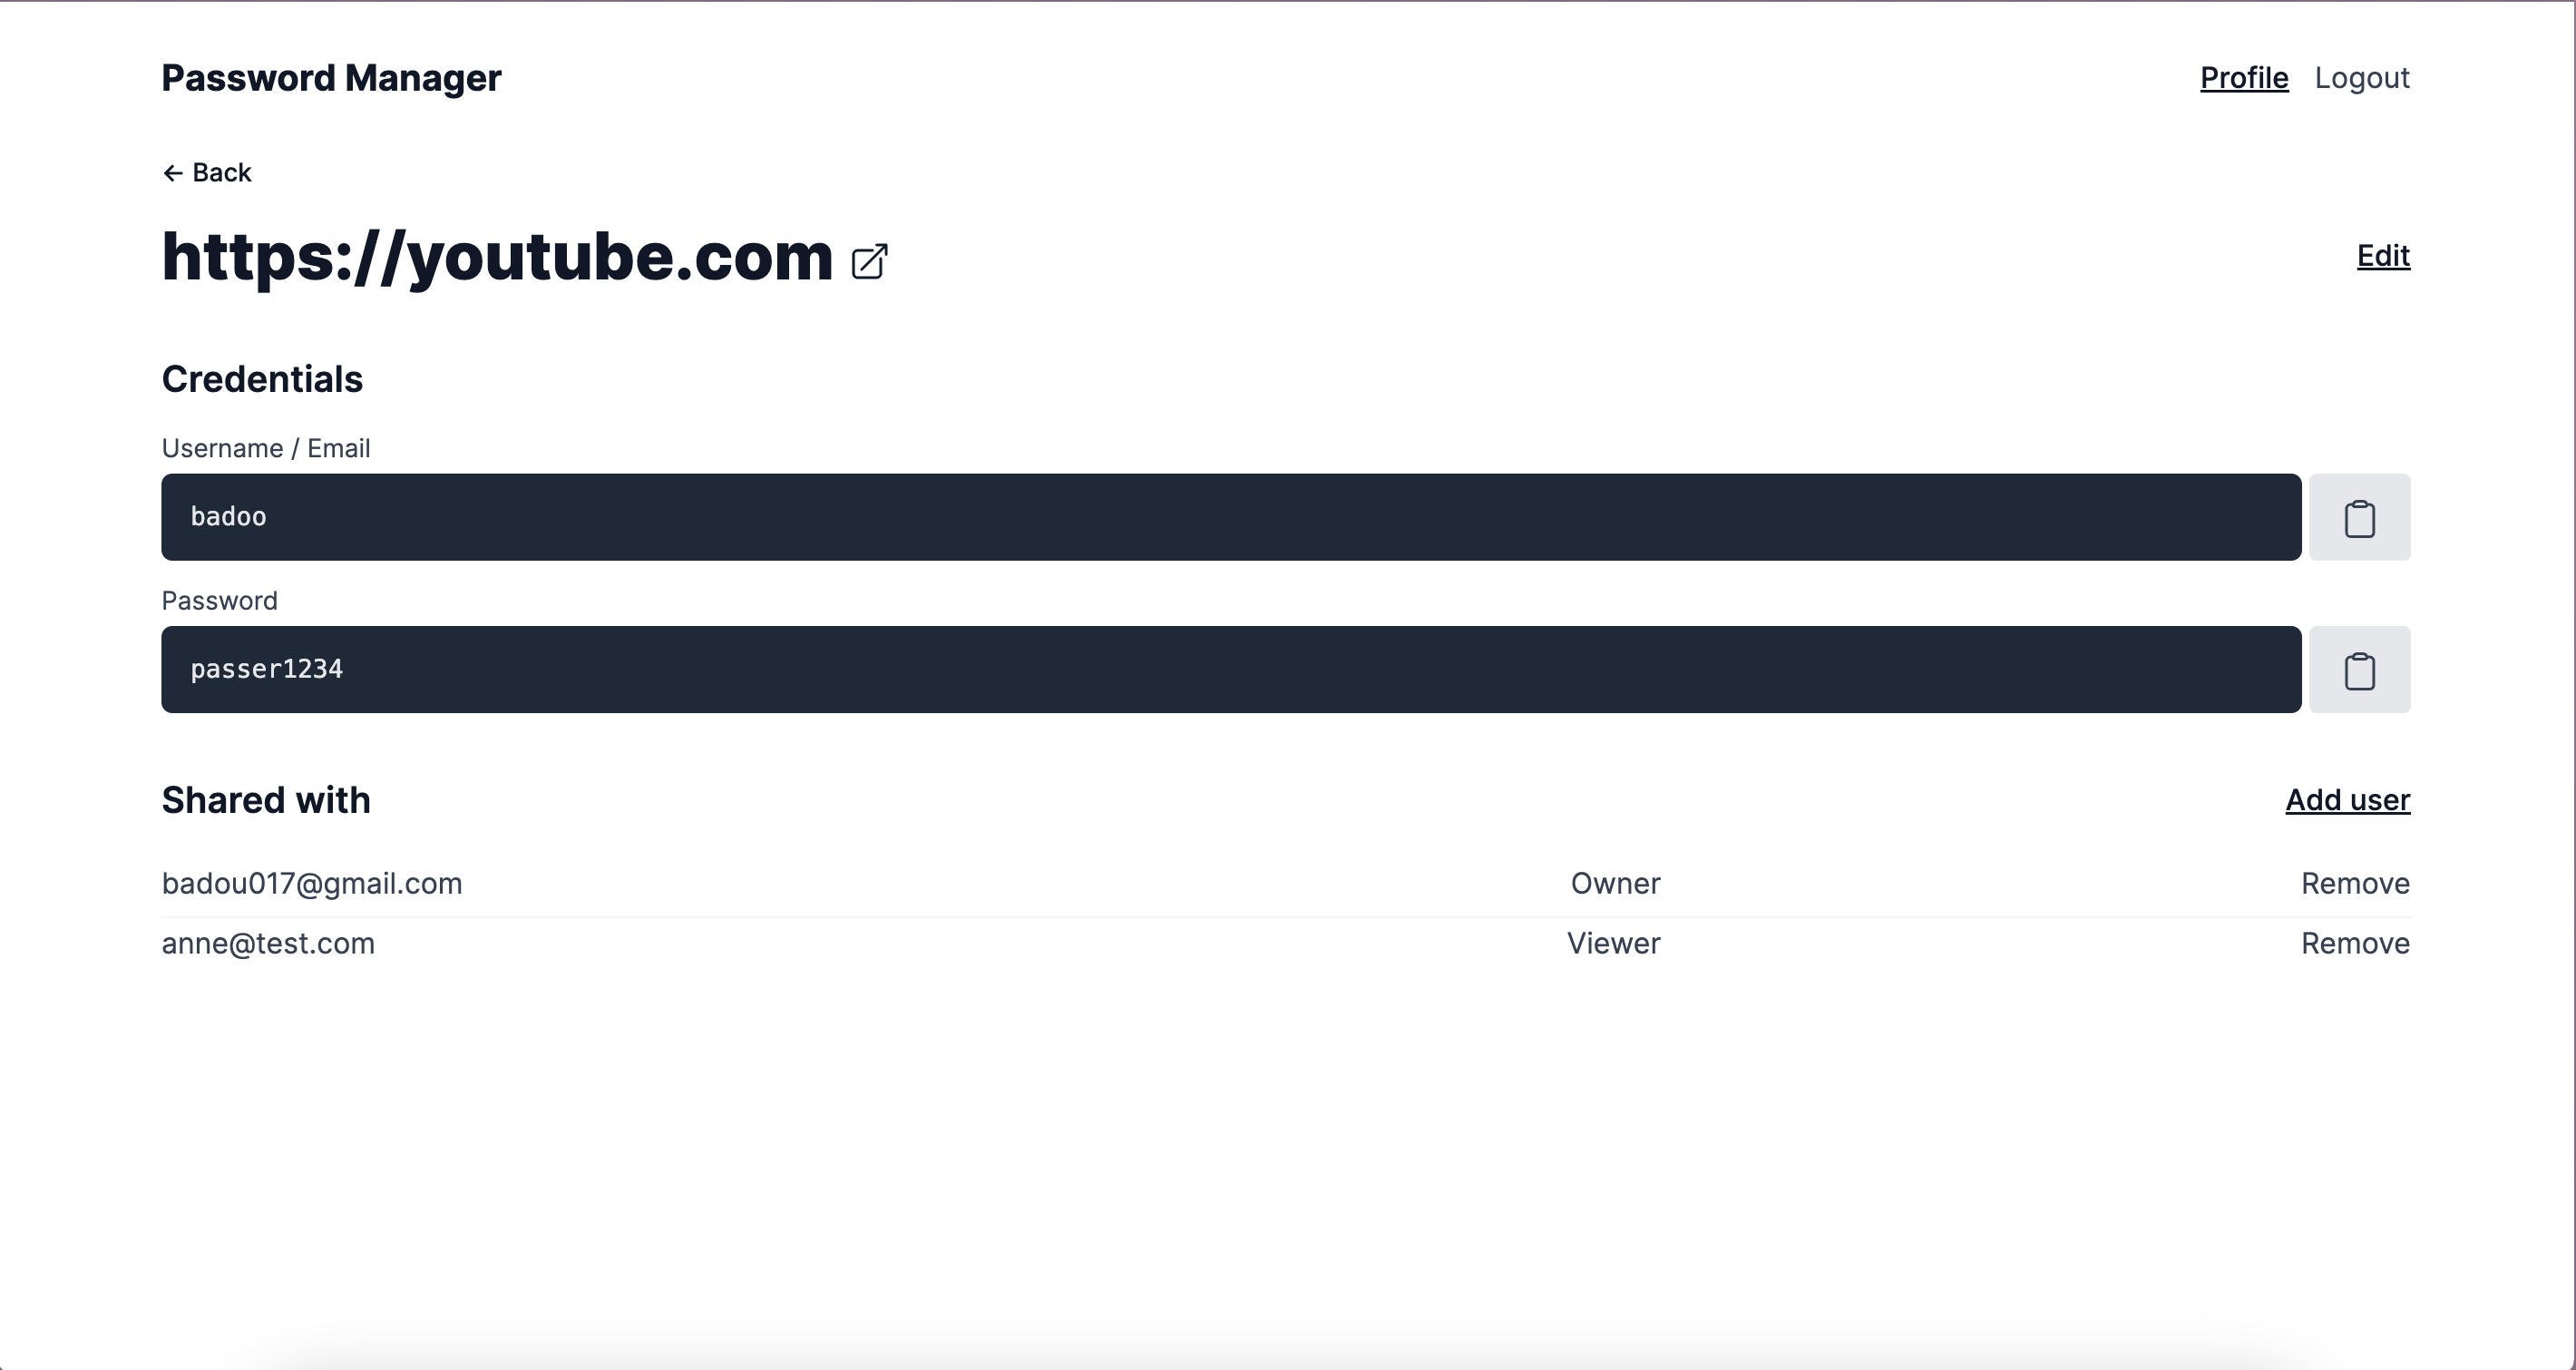 Password Manager
Profile Logout
← Back
https://youtube.com
Edit
Credentials
Username / Email
badoo
Password
passer1234
Shared with
Add user
badou017@gmail.com Owner Remove
anne@test.com Viewer Remove